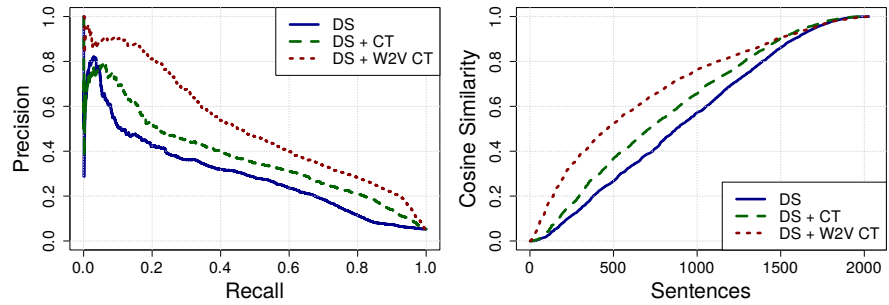 DS
DS + CT
DS + W2V CT
Precision
0.0 0.2 0.4 0.6 0.8 1.0
0.0 0.2 0.4 0.6 0.8 1.0
Recall
Cosine Similarity
0.0 0.2 0.4 0.6 0.8 1.0
DS
DS + CT
DS + W2V CT
0 500 1000 1500 2000
Sentences